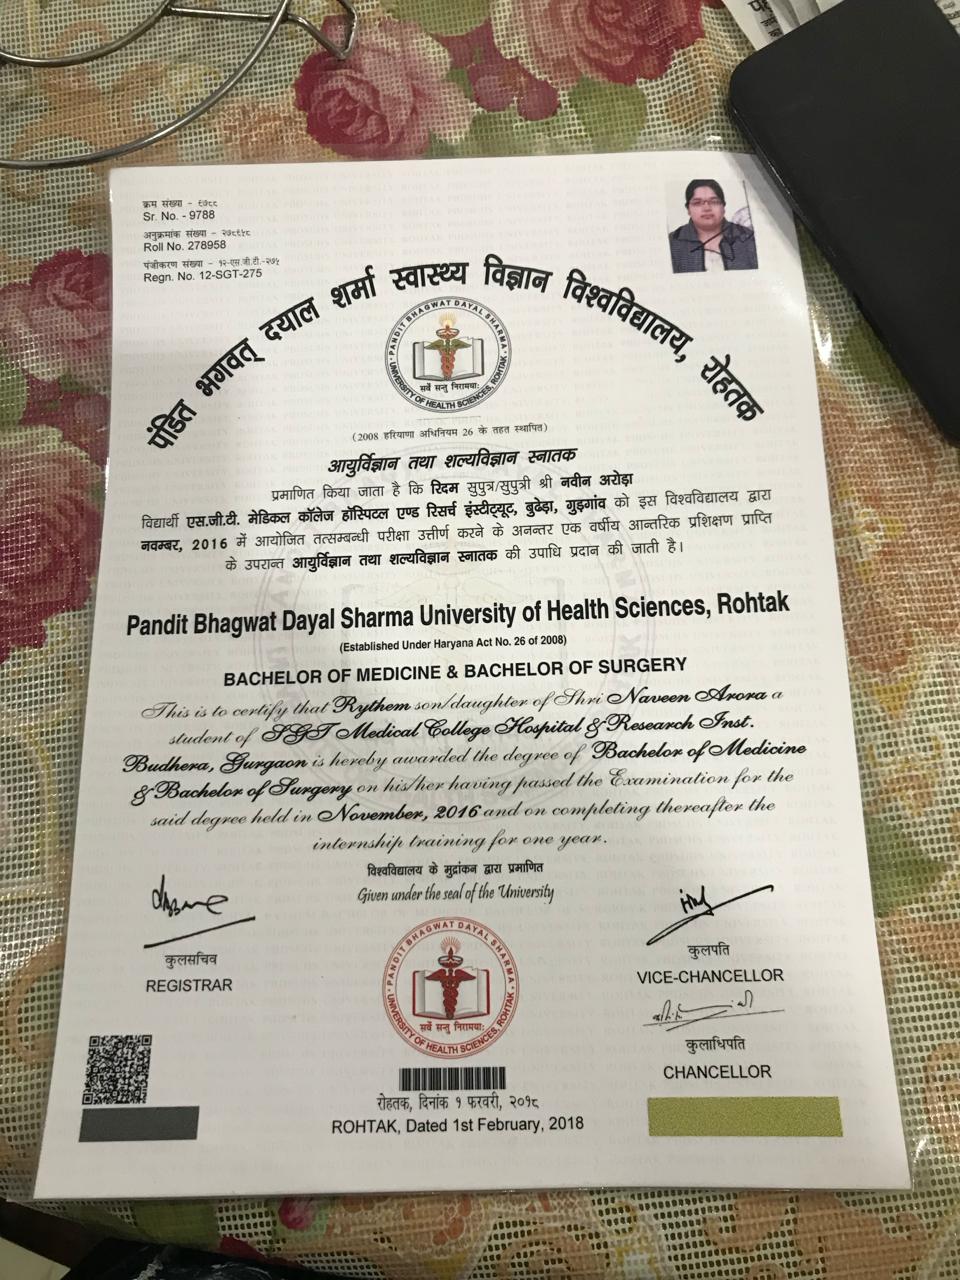 क्रम संख्या - ९७८८
Sr. No. - 9788
अनुक्रमांक संख्या - २७८९५८
Roll No. 278958
पंजीकरण संख्या - १२-एस.जी.टी.-२७५
Regn. No. 12-SGT-275
पंडित भगवत् दयाल शर्मा स्वास्थ्य विज्ञान विश्वविद्यालय, रोहतक
PANDIT BHAGWAT DAYAL SHARMA
UNIVERSITY OF HEALTH SCIENCES, ROHTAK
सर्वे सन्तु निरामयाः
(2008 हरियाणा अधिनियम 26 के तहत स्थापित)
आयुर्विज्ञान तथा शल्यविज्ञान स्नातक
प्रमाणित किया जाता है कि रिदम सुपुत्र/सुपुत्री श्री नवीन अरोड़ा
विद्यार्थी एस.जी.टी. मेडिकल कॉलेज हॉस्पिटल एण्ड रिसर्च इंस्टीट्यूट, बुढेड़ा, गुड़गांव को इस विश्वविद्यालय द्वारा
नवम्बर, 2016 में आयोजित तत्सम्बन्धी परीक्षा उत्तीर्ण करने के अनन्तर एक वर्षीय आन्तरिक प्रशिक्षण प्राप्ति
के उपरान्त आयुर्विज्ञान तथा शल्यविज्ञान स्नातक की उपाधि प्रदान की जाती है।
Pandit Bhagwat Dayal Sharma University of Health Sciences, Rohtak
(Established Under Haryana Act No. 26 of 2008)
BACHELOR OF MEDICINE & BACHELOR OF SURGERY
This is to certify that Rythem son/daughter of Shri Naveen Arora a
student of SGT Medical College Hospital & Research Inst.
Budhera, Gurgaon is hereby awarded the degree of Bachelor of Medicine
& Bachelor of Surgery on his/her having passed the Examination for the
said degree held in November, 2016 and on completing thereafter the
internship training for one year.
विश्वविद्यालय के मुद्रांकन द्वारा प्रमाणित
Given under the seal of the University
कुलसचिव
REGISTRAR
PANDIT BHAGWAT DAYAL SHARMA
UNIVERSITY OF HEALTH SCIENCES, ROHTAK
सर्वे सन्तु निरामयाः
कुलपति
VICE-CHANCELLOR
कुलाधिपति
CHANCELLOR
रोहतक, दिनांक १ फरवरी, २०१८
ROHTAK, Dated 1st February, 2018